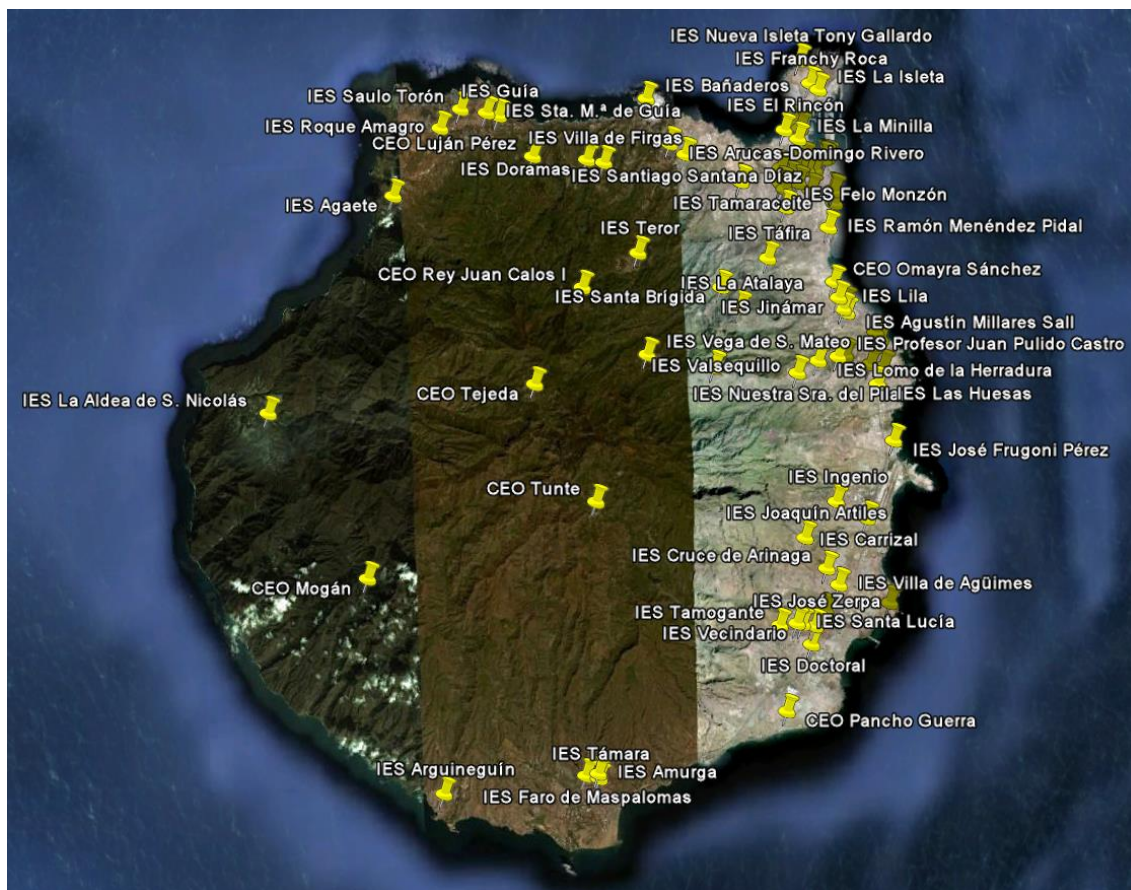 IES Nueva Isleta Tony Gallardo
IES Franchy Roca
IES La Isleta
IES Bañaderos
IES Guía
IES Saulo Torón
IES El Rincón
IES Sta. M.ª de Guía
IES Roque Amagro
IES La Minilla
IES Villa de Firgas
CEO Luján Pérez
IES Arucas-Domingo Rivero
IES Doramas
IES Santiago Santana Díaz
IES Felo Monzón
IES Agaete
IES Tamaraceite
IES Ramón Menéndez Pidal
IES Teror
IES Táfira
CEO Omayra Sánchez
CEO Rey Juan Calos I
IES La Atalaya
IES Santa Brígida
IES Lila
IES Jinámar
IES Agustín Millares Sall
IES Vega de S. Mateo
IES Profesor Juan Pulido Castro
IES Valsequillo
IES Lomo de la Herradura
CEO Tejeda
IES Nuestra Sra. del Pila
IES Las Huesas
IES La Aldea de S. Nicolás
IES José Frugoni Pérez
IES Ingenio
CEO Tunte
IES Joaquín Artiles
IES Carrizal
IES Cruce de Arinaga
IES Villa de Agüimes
CEO Mogán
IES José Zerpa
IES Tamogante
IES Santa Lucía
IES Vecindario
IES Doctoral
CEO Pancho Guerra
IES Támara
IES Arguineguín
IES Amurga
IES Faro de Maspalomas